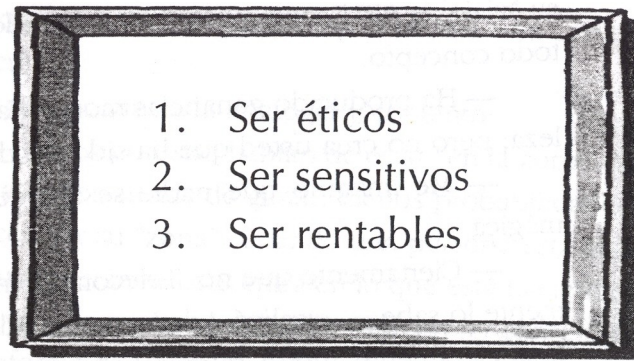 1. Ser éticos
2. Ser sensitivos
3. Ser rentables